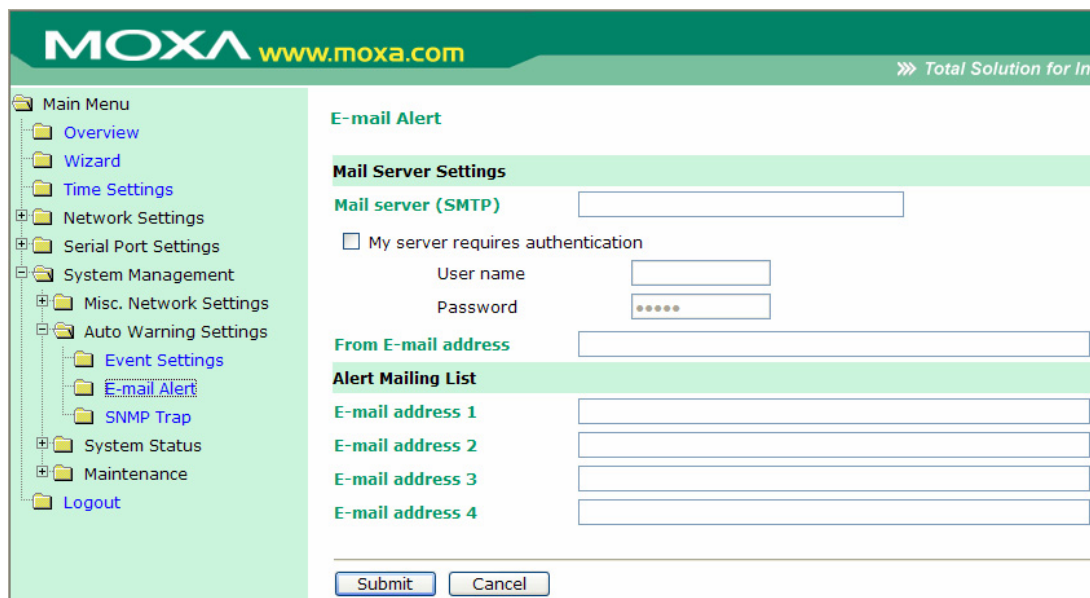 MOXA www.moxa.com
Total Solution for In
Main Menu
Overview
Wizard
Time Settings
Network Settings
Serial Port Settings
System Management
Misc. Network Settings
Auto Warning Settings
Event Settings
E-mail Alert
SNMP Trap
System Status
Maintenance
Logout
E-mail Alert
Mail Server Settings
Mail server (SMTP)
My server requires authentication
User name
Password
From E-mail address
Alert Mailing List
E-mail address 1
E-mail address 2
E-mail address 3
E-mail address 4
Submit Cancel